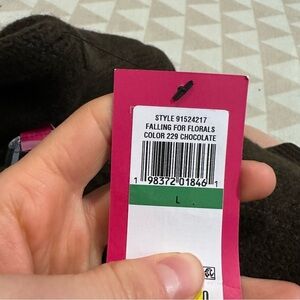 STYLE 91524217
FALLING FOR FLORALS
COLOR 229 CHOCOLATE
1 98372 01846 1
L